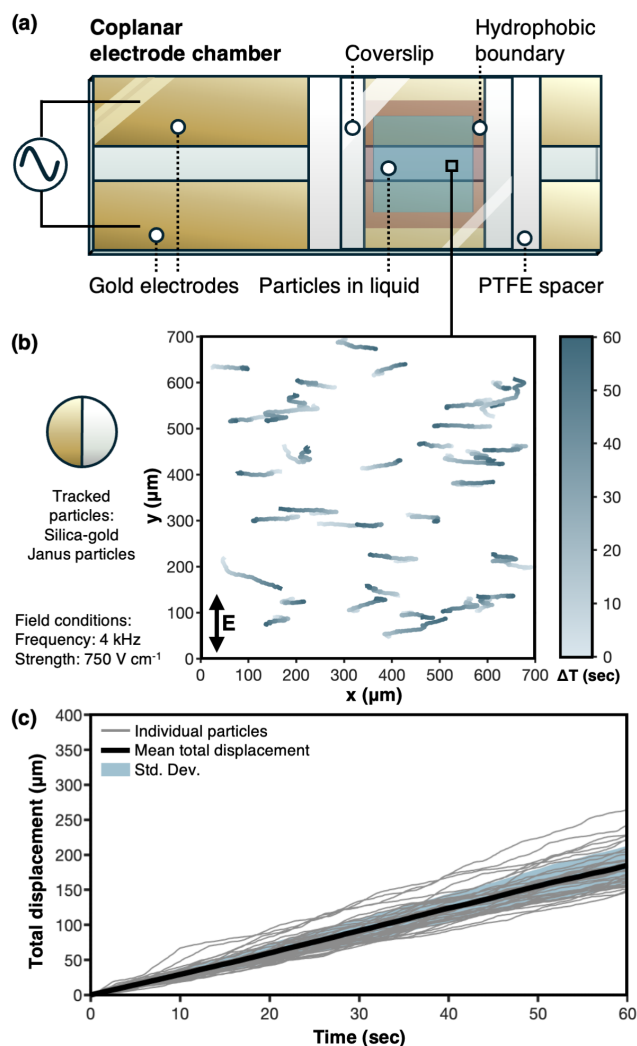 (a)
Coplanar
electrode chamber
Coverslip
Hydrophobic
boundary
Gold electrodes
Particles in liquid
PTFE spacer
(b)
Tracked
particles:
Silica-gold
Janus particles
Field conditions:
Frequency: 4 kHz
Strength: 750 V cm⁻¹
y (µm)
700
600
500
400
300
200
100
0
E
0 100 200 300 400 500 600 700
x (µm)
60
50
40
30
20
10
0
ΔT (sec)
(c)
Total displacement (µm)
400
350
300
250
200
150
100
50
0
Individual particles
Mean total displacement
Std. Dev.
0 10 20 30 40 50 60
Time (sec)